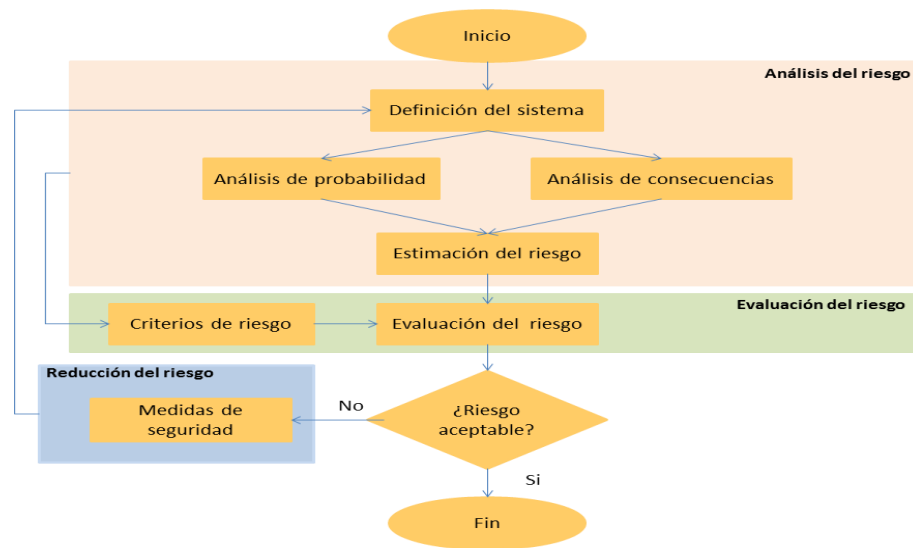 Inicio
Análisis del riesgo
Definición del sistema
Análisis de probabilidad
Análisis de consecuencias
Estimación del riesgo
Evaluación del riesgo
Criterios de riesgo
Evaluación del riesgo
Reducción del riesgo
Medidas de
seguridad
No
¿Riesgo
aceptable?
Si
Fin